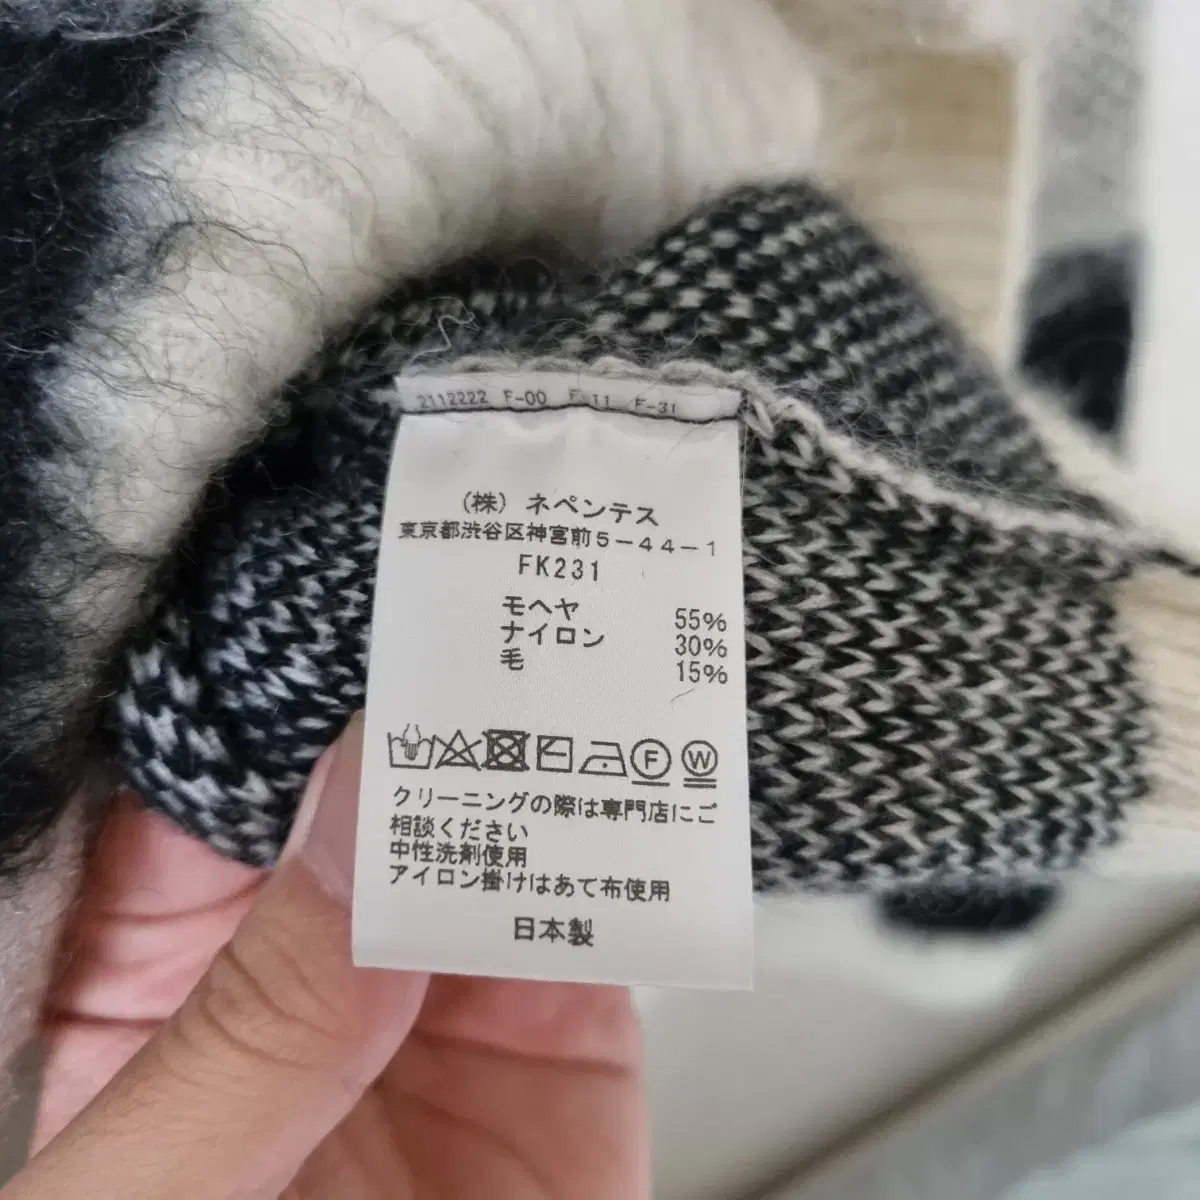 2112222 F-00 F-11 F-31
(株) ネペンテス
東京都渋谷区神宮前5-44-1
FK231
モヘヤ 55%
ナイロン 30%
毛 15%
F W
クリーニングの際は専門店にご
相談ください
中性洗剤使用
アイロン掛けはあて布使用
日本製